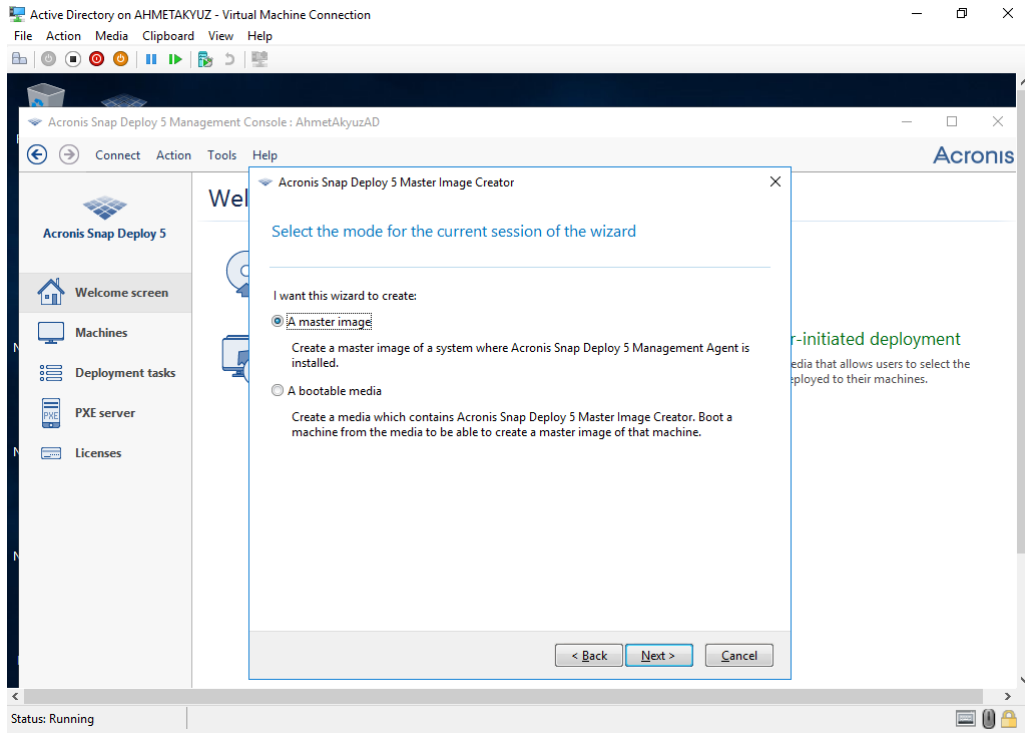 Active Directory on AHMETAKYUZ - Virtual Machine Connection
File Action Media Clipboard View Help
Acronis Snap Deploy 5 Management Console : AhmetAkyuzAD
Connect Action Tools Help
Acronis
Acronis Snap Deploy 5
Welcome screen
Machines
Deployment tasks
PXE
PXE server
Licenses
Wel
Acronis Snap Deploy 5 Master Image Creator
Select the mode for the current session of the wizard
I want this wizard to create:
A master image
Create a master image of a system where Acronis Snap Deploy 5 Management Agent is
installed.
A bootable media
Create a media which contains Acronis Snap Deploy 5 Master Image Creator. Boot a
machine from the media to be able to create a master image of that machine.
< Back Next > Cancel
r-initiated deployment
edia that allows users to select the
eployed to their machines.
Status: Running